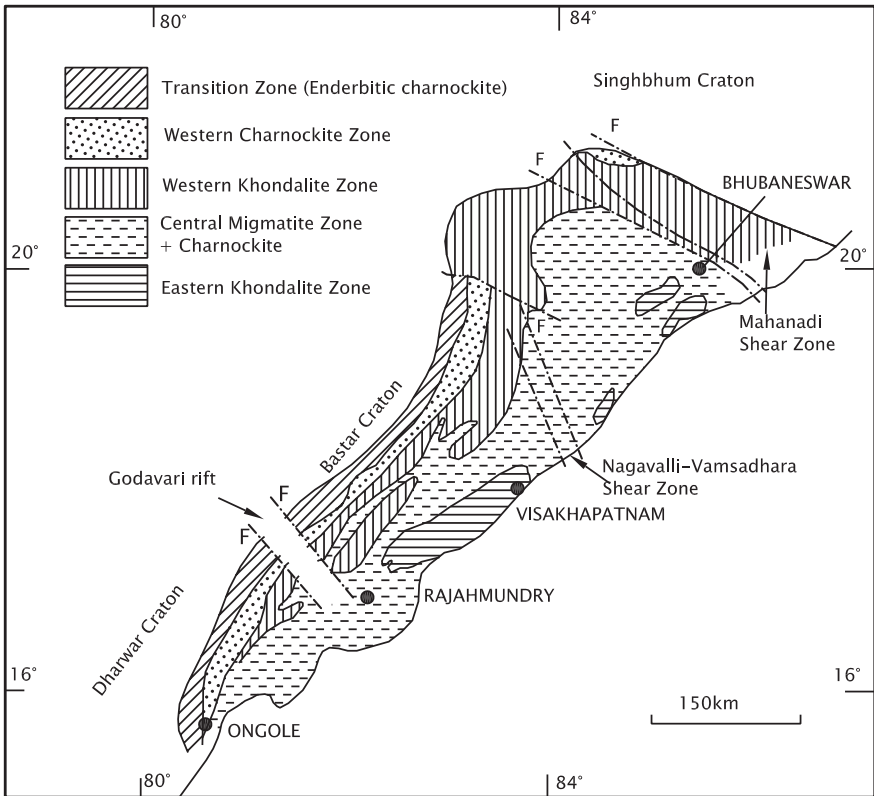 80°
84°
Transition Zone (Enderbitic charnockite)
Western Charnockite Zone
Western Khondalite Zone
Central Migmatite Zone
+ Charnockite
Eastern Khondalite Zone
Singhbhum Craton
F
F
BHUBANESWAR
20°
20°
Mahanadi
Shear Zone
F
Bastar Craton
Godavari rift
F
F
Nagavalli-Vamsadhara
Shear Zone
VISAKHAPATNAM
RAJAHMUNDRY
Dharwar Craton
16°
16°
150km
ONGOLE
80°
84°